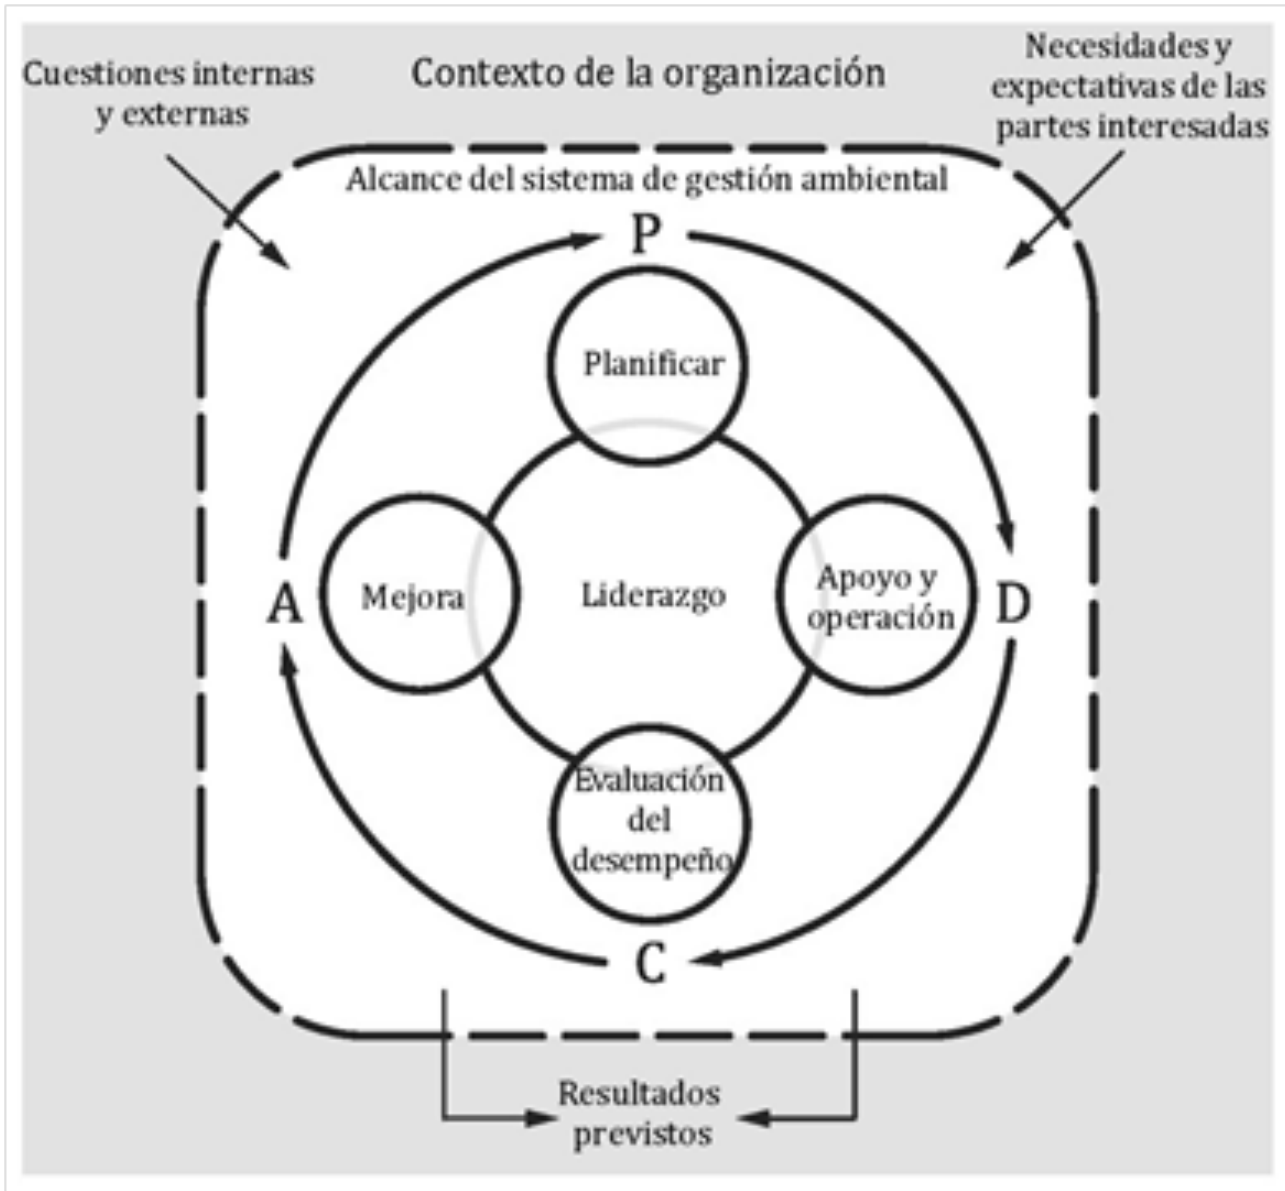 Cuestiones internas
y externas
Contexto de la organización
Necesidades y
expectativas de las
partes interesadas
Alcance del sistema de gestión ambiental
P
Planificar
A
Mejora
Liderazgo
Apoyo y
operación
D
Evaluación
del
desempeño
C
Resultados
previstos